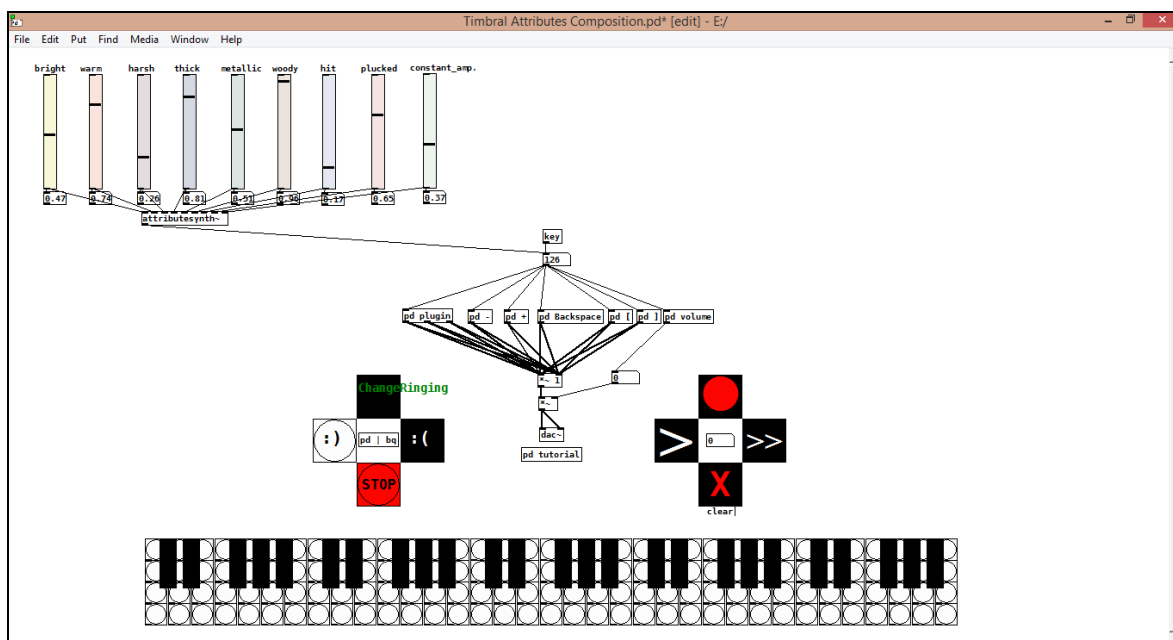 Timbral Attributes Composition.pd* [edit] - E:/
File Edit Put Find Media Window Help
bright warm harsh thick metallic woody hit plucked constant_amp.
0.47 0.74 0.26 0.81 0.51 0.96 0.17 0.65 0.37
attributesynth~
key
126
pd plugin pd - pd + pd Backspace pd [ pd ] pd volume
*~ 1 0
ChangeRinging
*~
:) pd | bq :( dac~ > 0 >>
pd tutorial
STOP X
clear